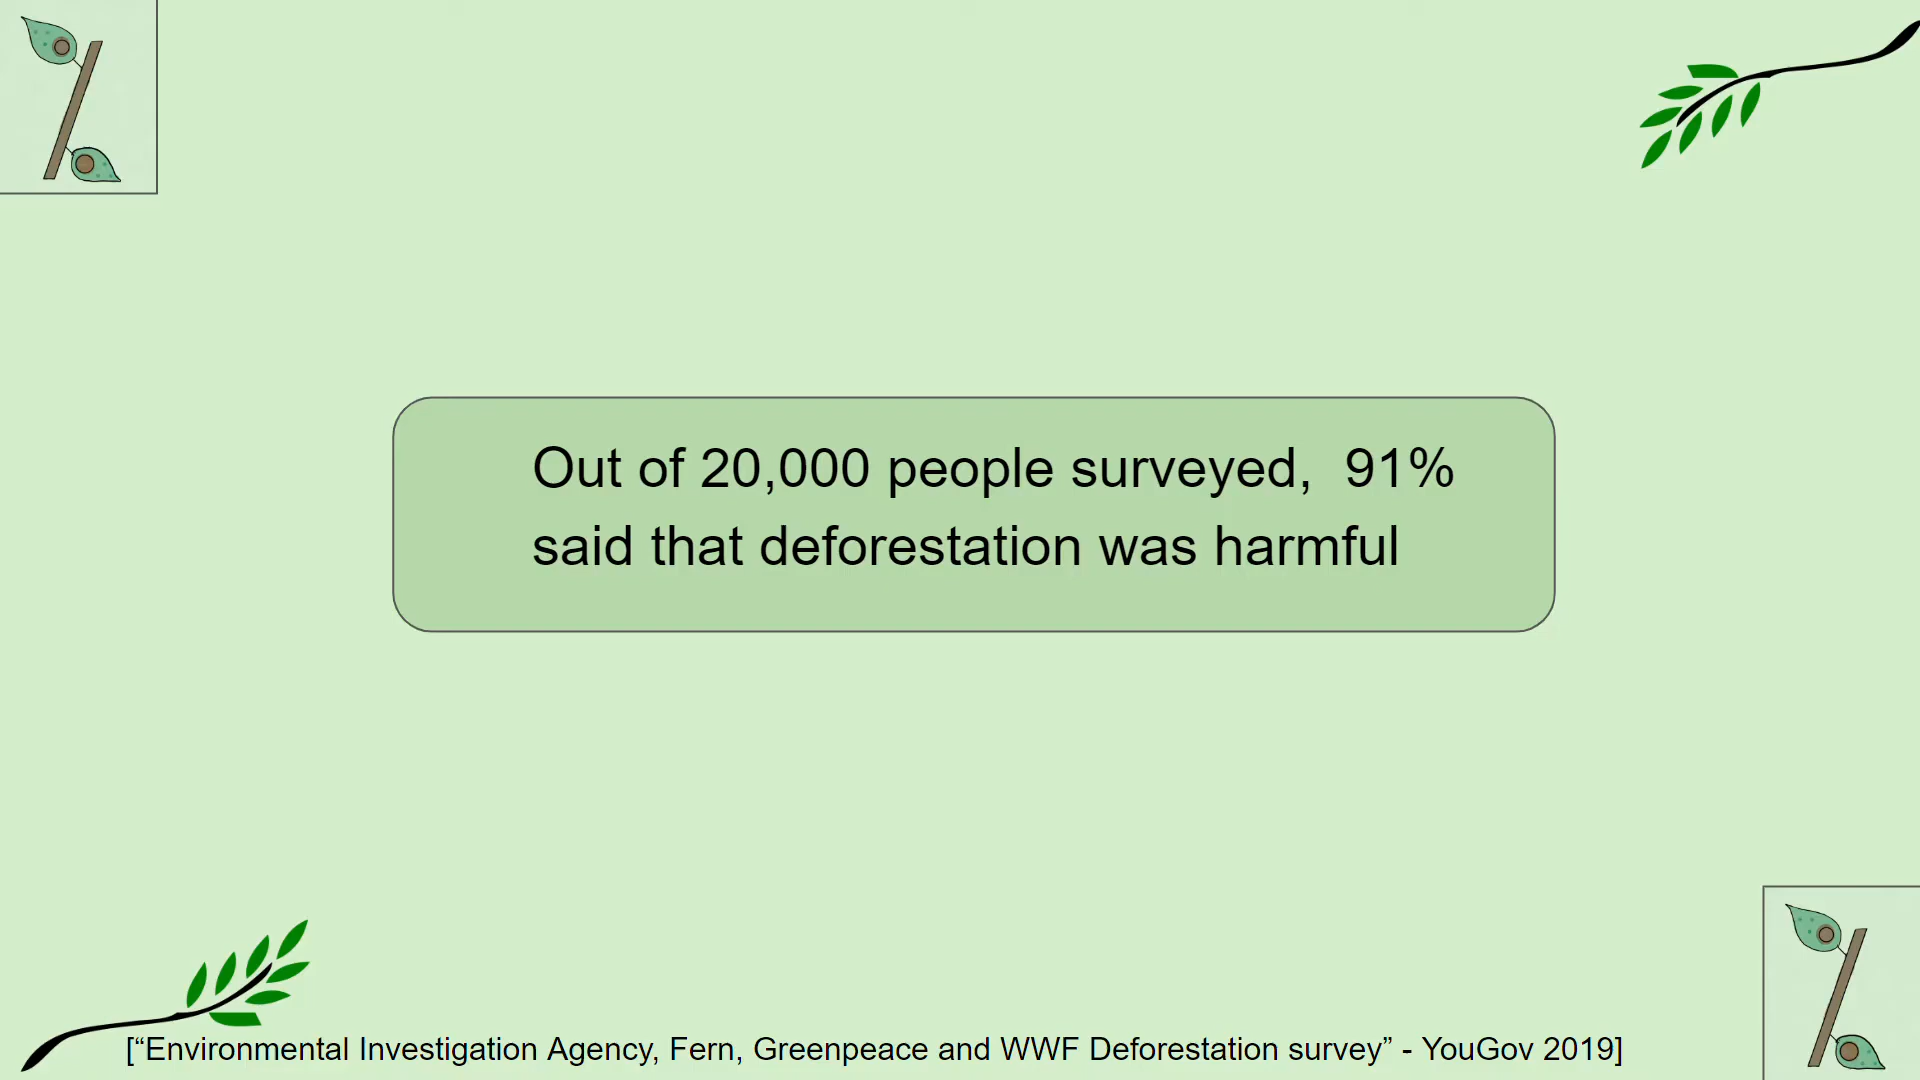 Out of 20,000 people surveyed,  91%
said that deforestation was harmful
[“Environmental Investigation Agency, Fern, Greenpeace and WWF Deforestation survey” - YouGov 2019]